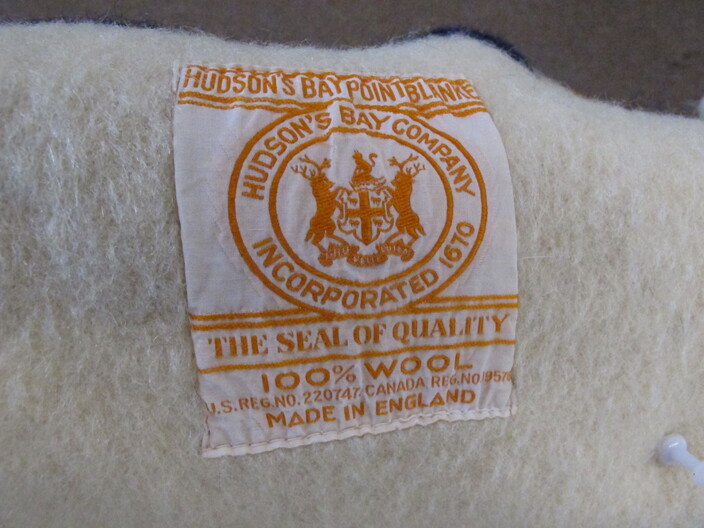 HUDSON'S BAY POINT BLANKE
HUDSON'S BAY COMPANY
INCORPORATED 1670
THE SEAL OF QUALITY
100% WOOL
U.S.REG.NO. 220747, CANADA REG.NO. 9578
MADE IN ENGLAND